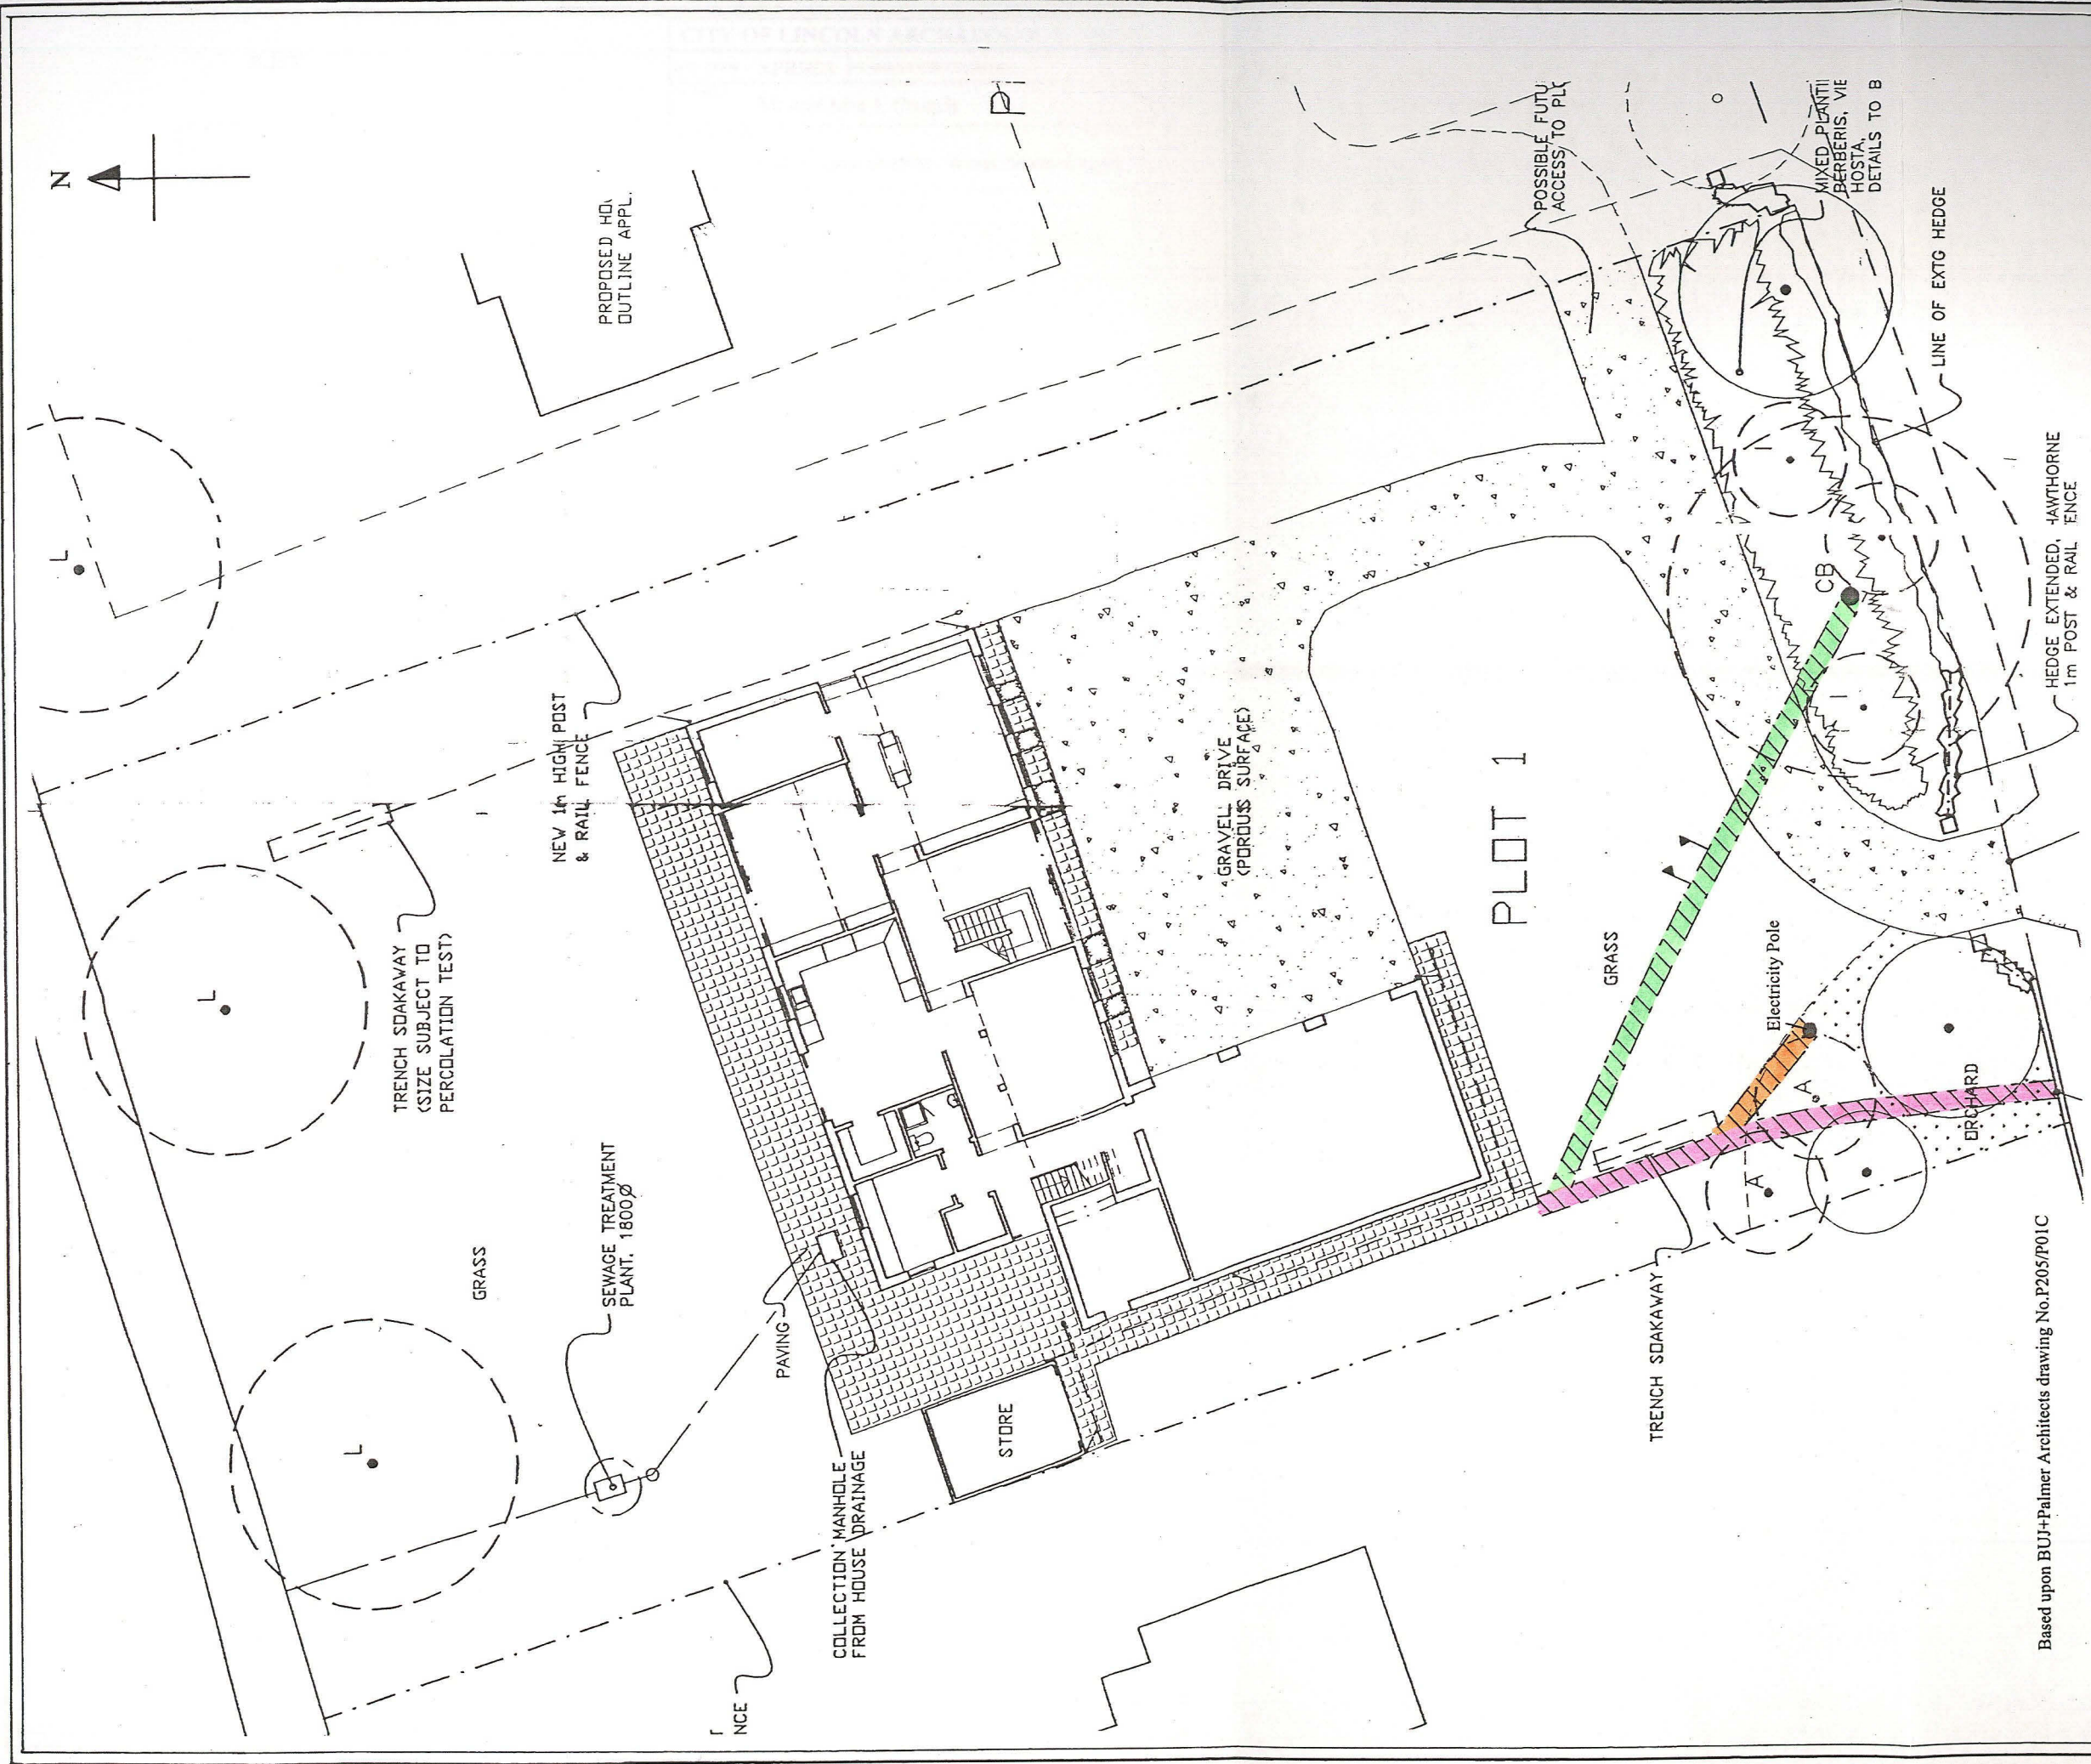 N
P
L
PROPOSED
OUTLINE APPL.
POSSIBLE FUTU
ACCESS TO PL
MIXED PLANTI
BERBERIS, VIE
HOSTA,
DETAILS TO B
LINE OF EXTG HEDGE
HEDGE EXTENDED, HAWTHORNE
1m POST & RAIL FENCE
CB
NEW 1m HIGH POST
& RAIL FENCE
GRAVEL DRIVE
(POROUS SURFACE)
PLOT 1
L
TRENCH SOAKAWAY
(SIZE SUBJECT TO
PERCOLATION TEST)
GRASS
Electricity Pole
A
A
ORCHARD
GRASS
SEWAGE TREATMENT
PLANT. 1800Ø
PAVING
L
STORE
COLLECTION MANHOLE
FROM HOUSE DRAINAGE
TRENCH SOAKAWAY
NCE
Based upon BUJ+Palmer Architects drawing No.P205/P01C